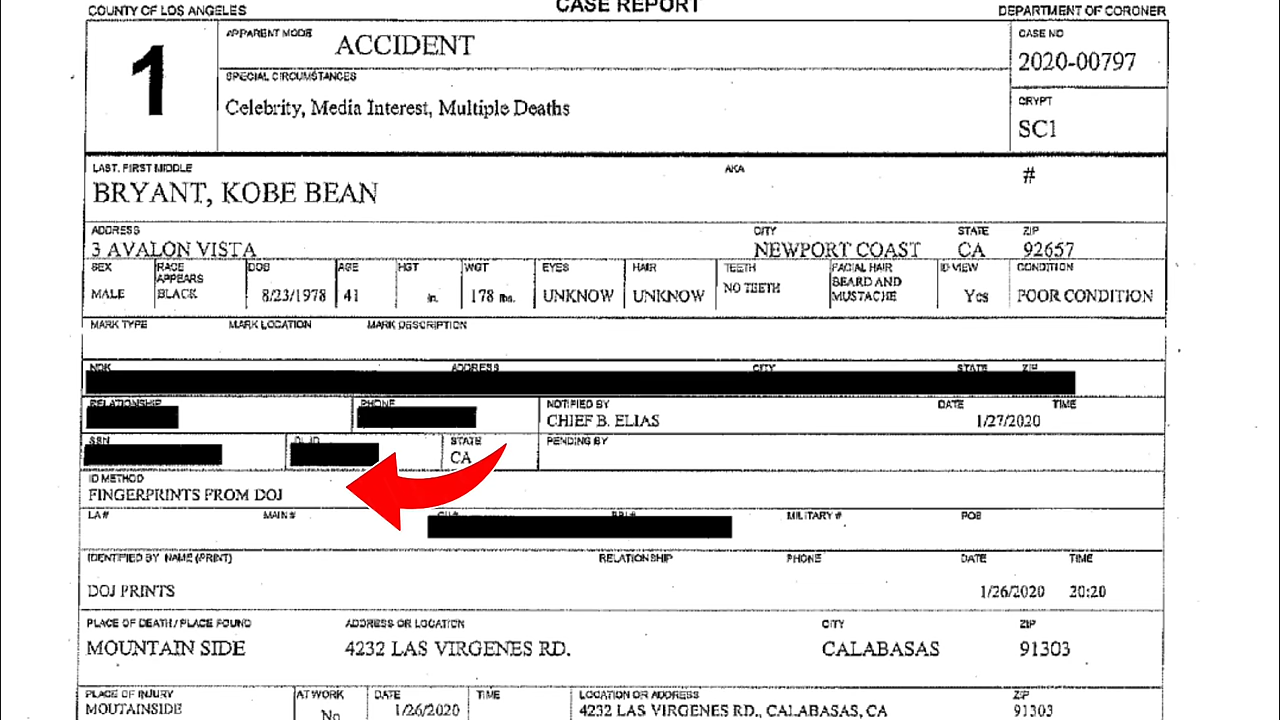 COUNTY OF LOS ANGELES CASE REPORT DEPARTMENT OF CORONER
1
APPARENT MODE ACCIDENT
SPECIAL CIRCUMSTANCES
Celebrity, Media Interest, Multiple Deaths
CASE NO
2020-00797
CRYPT
SC1
LAST, FIRST MIDDLE AKA #
BRYANT, KOBE BEAN
ADDRESS CITY STATE ZIP
3 AVALON VISTA NEWPORT COAST CA 92657
SEX RACE APPEARS DOB AGE HGT WGT EYES HAIR TEETH FACIAL HAIR ID VIEW CONDITION
MALE BLACK 8/23/1978 41 in. 178 lbs. UNKNOW UNKNOW NO TEETH BEARD AND MUSTACHE Yes POOR CONDITION
MARK TYPE MARK LOCATION MARK DESCRIPTION
NOK ADDRESS CITY STATE ZIP
RELATIONSHIP PHONE NOTIFIED BY DATE TIME
CHIEF B. ELIAS 1/27/2020
SSN DL ID STATE PENDING BY
CA
ID METHOD
FINGERPRINTS FROM DOJ
LA# MAIN# MILITARY # POB
IDENTIFIED BY NAME (PRINT) RELATIONSHIP PHONE DATE TIME
DOJ PRINTS 1/26/2020 20:20
PLACE OF DEATH / PLACE FOUND ADDRESS OR LOCATION CITY ZIP
MOUNTAIN SIDE 4232 LAS VIRGENES RD. CALABASAS 91303
PLACE OF INJURY AT WORK DATE TIME LOCATION OR ADDRESS ZIP
MOUTAINSIDE No 1/26/2020 4232 LAS VIRGENES RD., CALABASAS, CA 91303